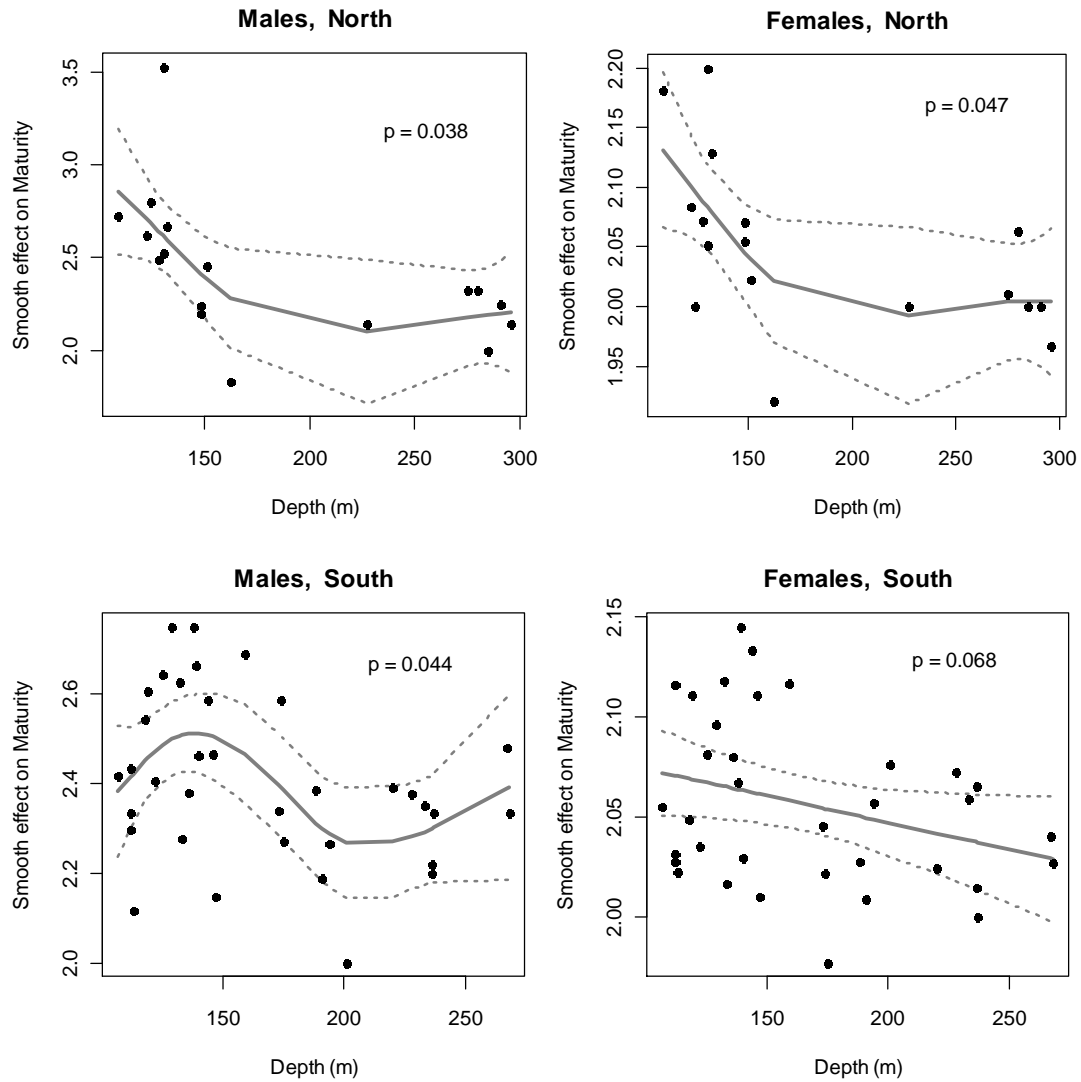 Males, North
3.5
3.0
2.5
2.0
Smooth effect on Maturity
p = 0.038
150
200
250
300
Depth (m)
Females, North
2.20
2.15
2.10
2.05
2.00
1.95
Smooth effect on Maturity
p = 0.047
150
200
250
300
Depth (m)
Males, South
2.6
2.4
2.2
2.0
Smooth effect on Maturity
p = 0.044
150
200
250
Depth (m)
Females, South
2.15
2.10
2.05
2.00
Smooth effect on Maturity
p = 0.068
150
200
250
Depth (m)